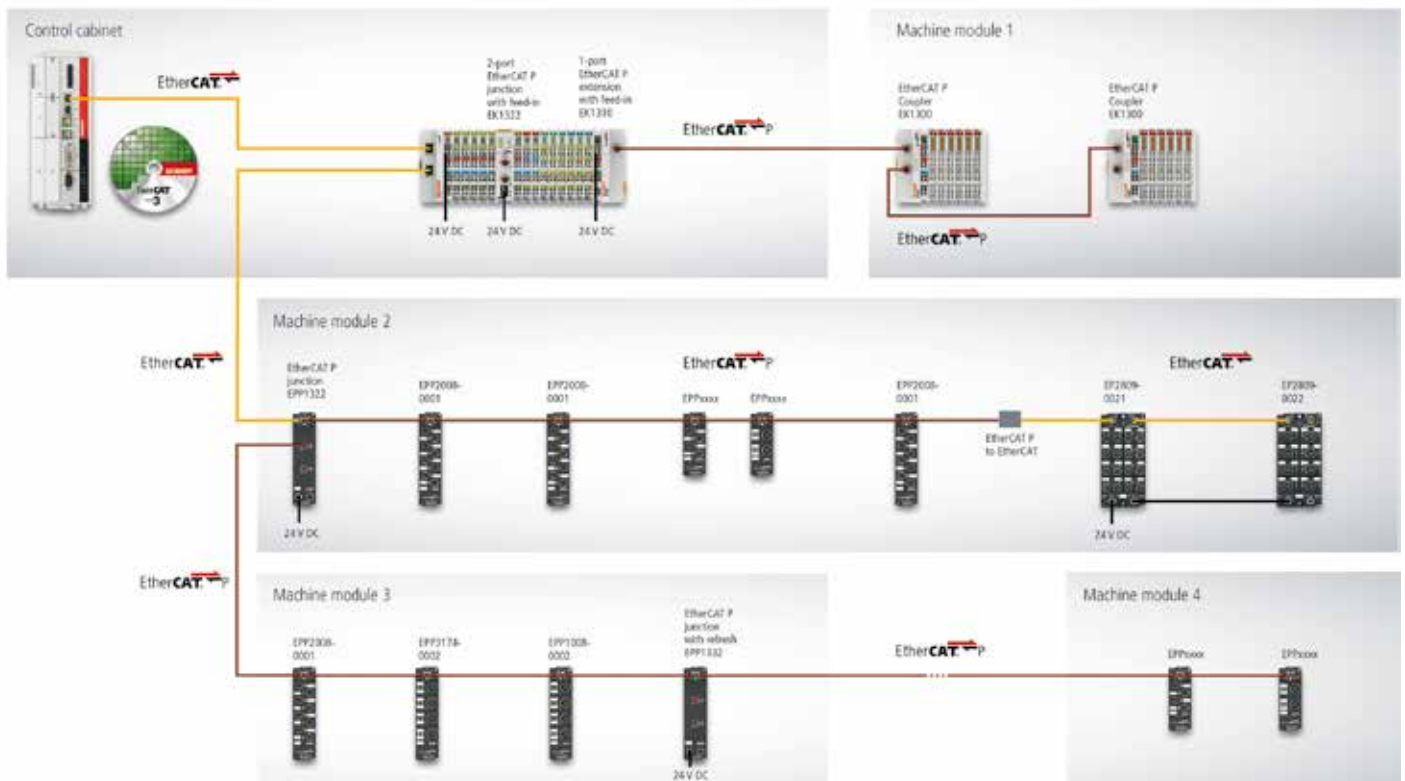 Control cabinet
EtherCAT
2-port
EtherCAT P
junction
with feed-in
EK1322
1-port
EtherCAT P
extension
with feed-in
EtherCAT P
24 V DC
24 V DC
24 V DC
TwinCAT
3
Machine module 1
EtherCAT P
Coupler
EK1300
EtherCAT P
Coupler
EK1300
EtherCAT P
EtherCAT
Machine module 2
EtherCAT P
junction
EPP1322
EPP2008-
EPP2008-
0001
EtherCAT P
EPPxxxx
EPPxxxx
EPP2008-
0001
EtherCAT P
to EtherCAT
EtherCAT
EP2809-
0021
EP2809-
0022
24 V DC
24 V DC
EtherCAT P
Machine module 3
EPP2008-
0001
EPP3174-
0002
EPP1008-
0002
EtherCAT P
junction
with refresh
EPP1332
24 V DC
EtherCAT P
Machine module 4
EPPxxxx
EPPxxxx